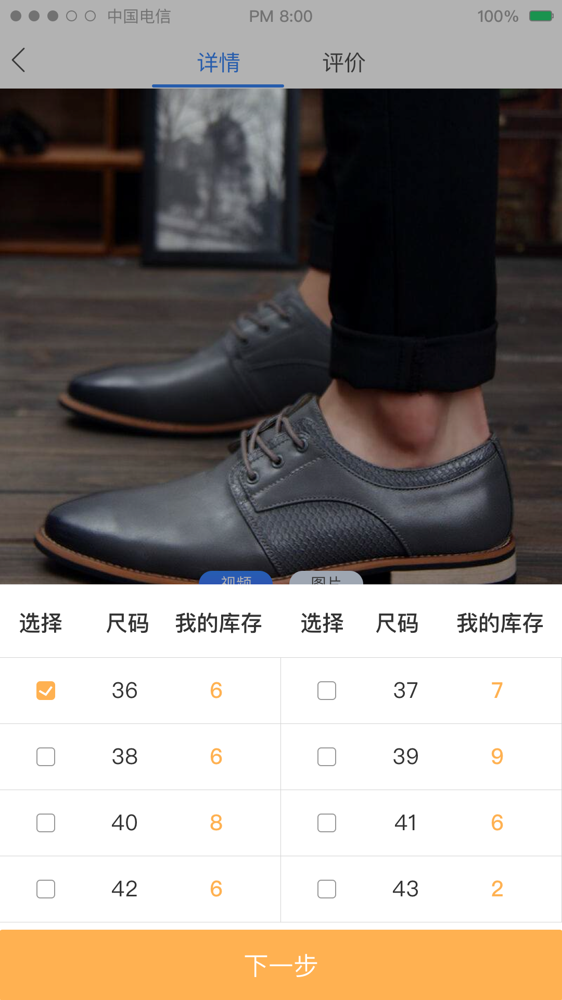 中国电信 PM 8:00 100%
详情 评价
视频 图片
选择 尺码 我的库存 选择 尺码 我的库存
36 6 37 7
38 6 39 9
40 8 41 6
42 6 43 2
下一步